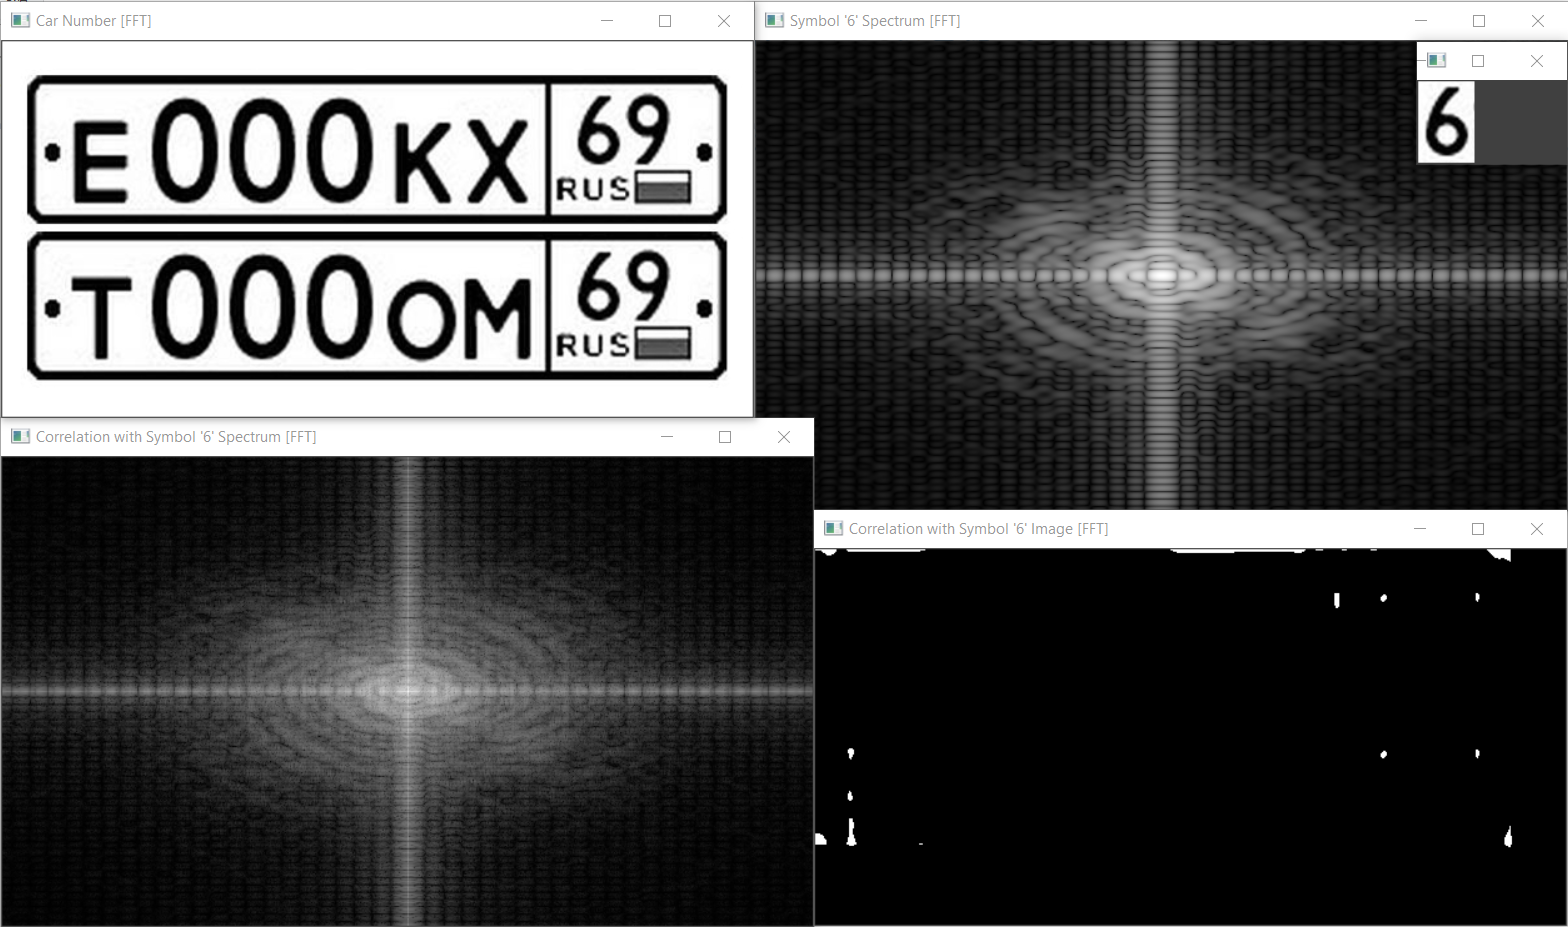 Car Number [FFT]
E000KX 69
RUS
T000OM 69
RUS
Symbol '6' Spectrum [FFT]
6
Correlation with Symbol '6' Spectrum [FFT]
Correlation with Symbol '6' Image [FFT]